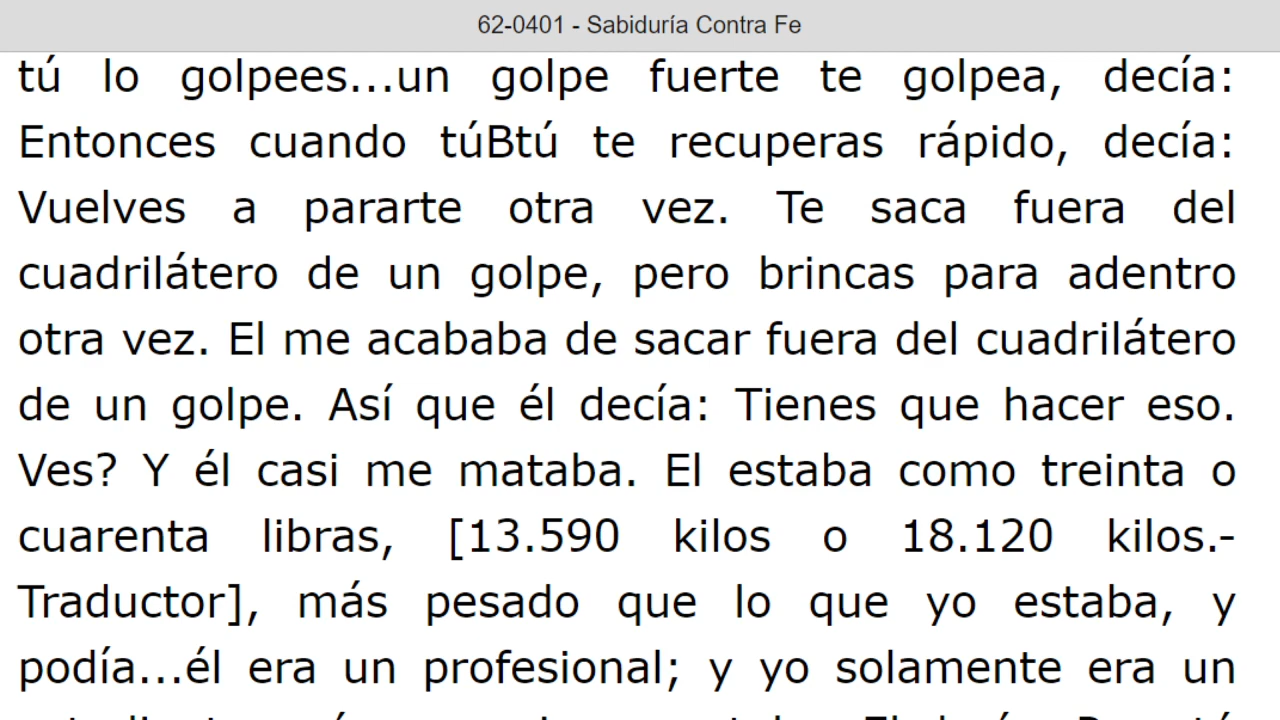 62-0401 - Sabiduría Contra Fe
tú lo golpees...un golpe fuerte te golpea, decía:
Entonces cuando túBtú te recuperas rápido, decía:
Vuelves a pararte otra vez. Te saca fuera del
cuadrilátero de un golpe, pero brincas para adentro
otra vez. El me acababa de sacar fuera del cuadrilátero
de un golpe. Así que él decía: Tienes que hacer eso.
Ves? Y él casi me mataba. El estaba como treinta o
cuarenta libras, [13.590 kilos o 18.120 kilos.-
Traductor], más pesado que lo que yo estaba, y
podía...él era un profesional; y yo solamente era un